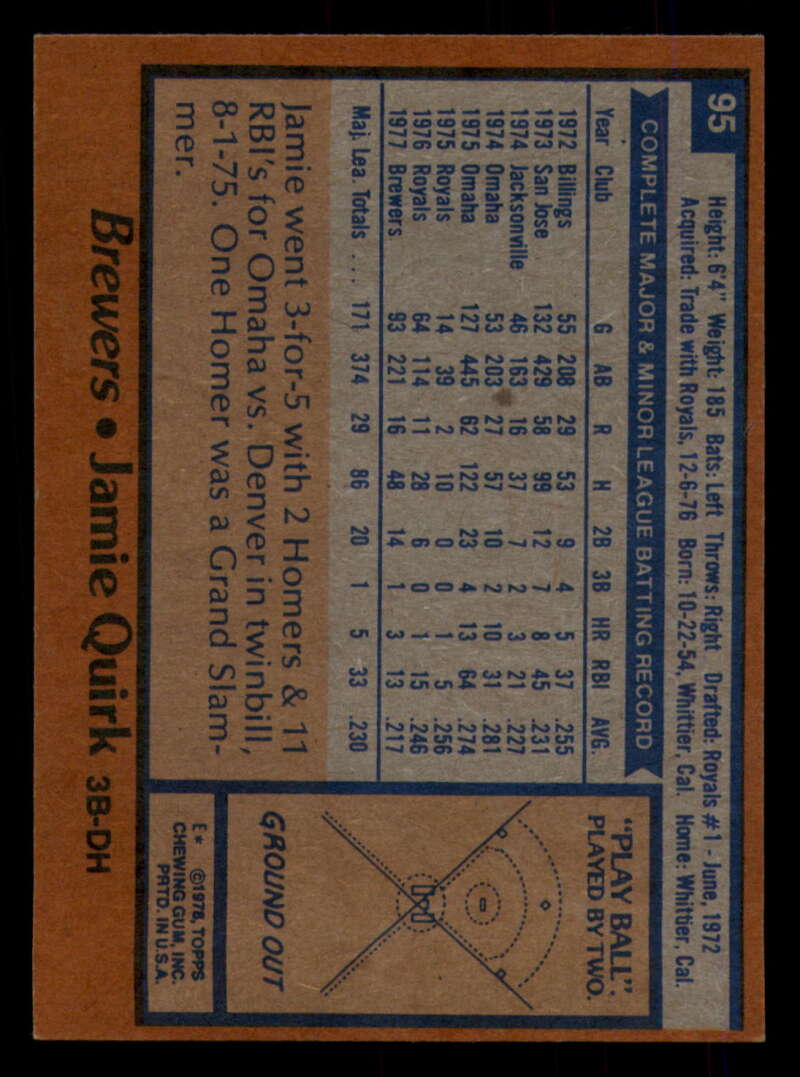 95
Height: 6'4" Weight: 185 Bats: Left Throws: Right Drafted: Royals #1 - June, 1972
Acquired: Trade with Royals, 12-6-76 Born: 10-22-54, Whittier, Cal. Home: Whittier, Cal.
COMPLETE MAJOR & MINOR LEAGUE BATTING RECORD
Year Club G AB R H 2B 3B HR RBI AVG.
1972 Billings 55 208 29 53 9 4 5 37 .255
1973 San Jose 132 429 58 99 12 7 8 45 .231
1974 Jacksonville 46 163 16 37 7 2 3 21 .227
1974 Omaha 53 203 27 57 10 2 10 31 .281
1975 Omaha 127 445 62 122 23 4 13 64 .274
1975 Royals 14 39 2 10 0 0 1 5 .256
1976 Royals 64 114 11 28 6 0 1 15 .246
1977 Brewers 93 221 16 48 14 1 3 13 .217
Maj. Lea. Totals ... 171 374 29 86 20 1 5 33 .230
Jamie went 3-for-5 with 2 Homers & 11
RBI's for Omaha vs. Denver in twinbill,
8-1-75. One Homer was a Grand Slam-
mer.
"PLAY BALL".
PLAYED BY TWO.
GROUND OUT
E* ©1978, TOPPS
CHEWING GUM, INC.
PRTD. IN U.S.A.
Brewers • Jamie Quirk 3B-DH